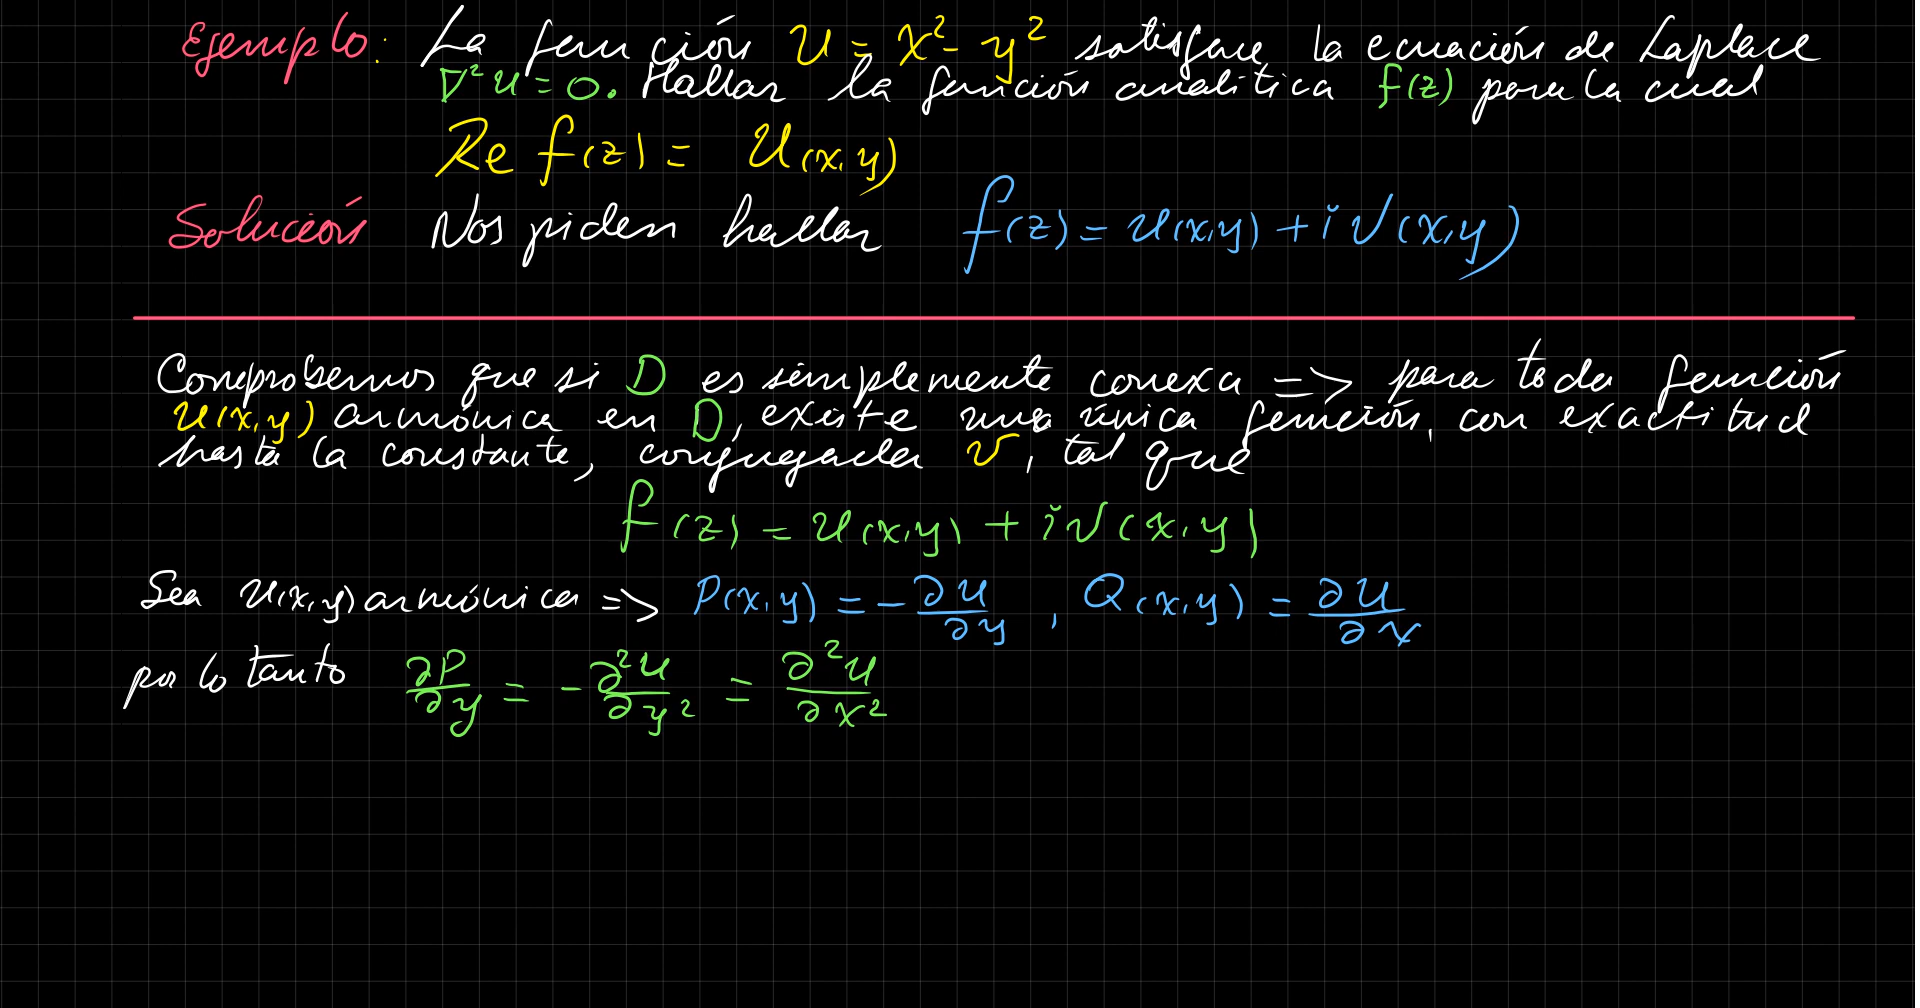 Ejemplo: La función u = x² - y² satisface la ecuación de Laplace
∇²u = 0. Hallar la función analítica f(z) para la cual
Re f(z) = u(x,y)
Solución Nos piden hallar f(z) = u(x,y) + i v(x,y)
Comprobemos que si D es simplemente conexa => para toda función
u(x,y) armónica en D, existe una única función, con exactitud
hasta la constante, conjugada v, tal que
f(z) = u(x,y) + i v(x,y)
Sea u(x,y) armónica => P(x,y) = -∂u/∂y , Q(x,y) = ∂u/∂x
por lo tanto ∂P/∂y = -∂²u/∂y² = ∂²u/∂x²